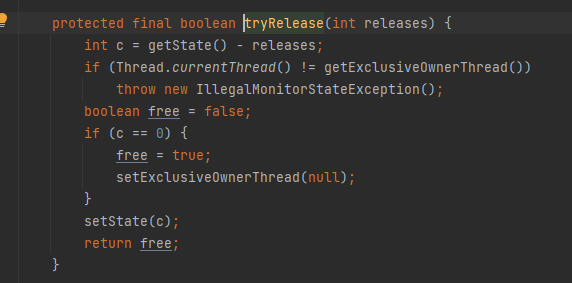 protected final boolean tryRelease(int releases) {
    int c = getState() - releases;
    if (Thread.currentThread() != getExclusiveOwnerThread())
        throw new IllegalMonitorStateException();
    boolean free = false;
    if (c == 0) {
        free = true;
        setExclusiveOwnerThread(null);
    }
    setState(c);
    return free;
}